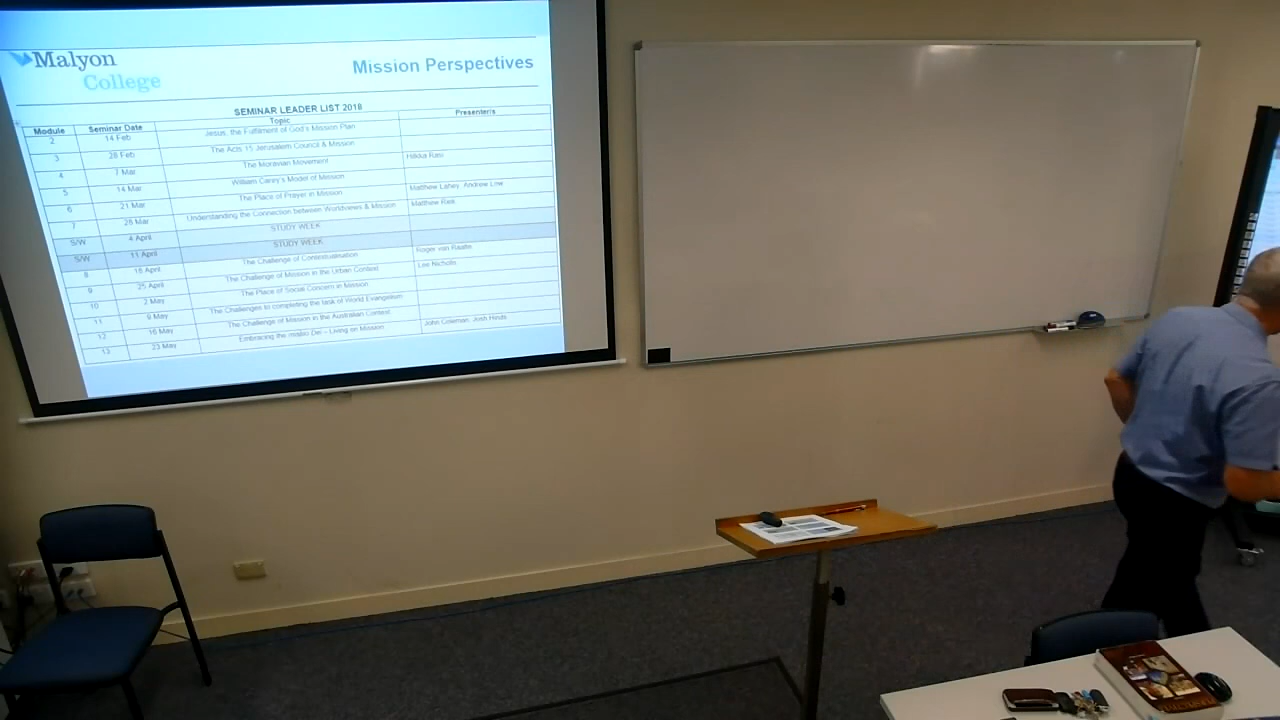 Malyon
College
Mission Perspectives
SEMINAR LEADER LIST 2018
Module Seminar Date Topic Presenter/s
2 14 Feb Jesus, the Fulfilment of God's Mission Plan
3 28 Feb The Acts 15 Jerusalem Council & Mission
4 7 Mar The Moravian Movement Hilkka Rasi
5 14 Mar William Carey's Model of Mission
6 21 Mar The Place of Prayer in Mission Matthew Lahey, Andrew Low
7 28 Mar Understanding the Connection between Worldviews & Mission Matthew Riek
S/W 4 April STUDY WEEK
S/W 11 April STUDY WEEK
8 18 April The Challenge of Contextualisation Roger van Raalte
9 25 April The Challenge of Mission in the Urban Context Lee Nicholls
10 2 May The Place of Social Concern in Mission
11 9 May The Challenges to completing the task of World Evangelism
12 16 May The Challenge of Mission in the Australian Context
13 23 May Embracing the missio Dei – Living on Mission John Coleman, Josh Hinds